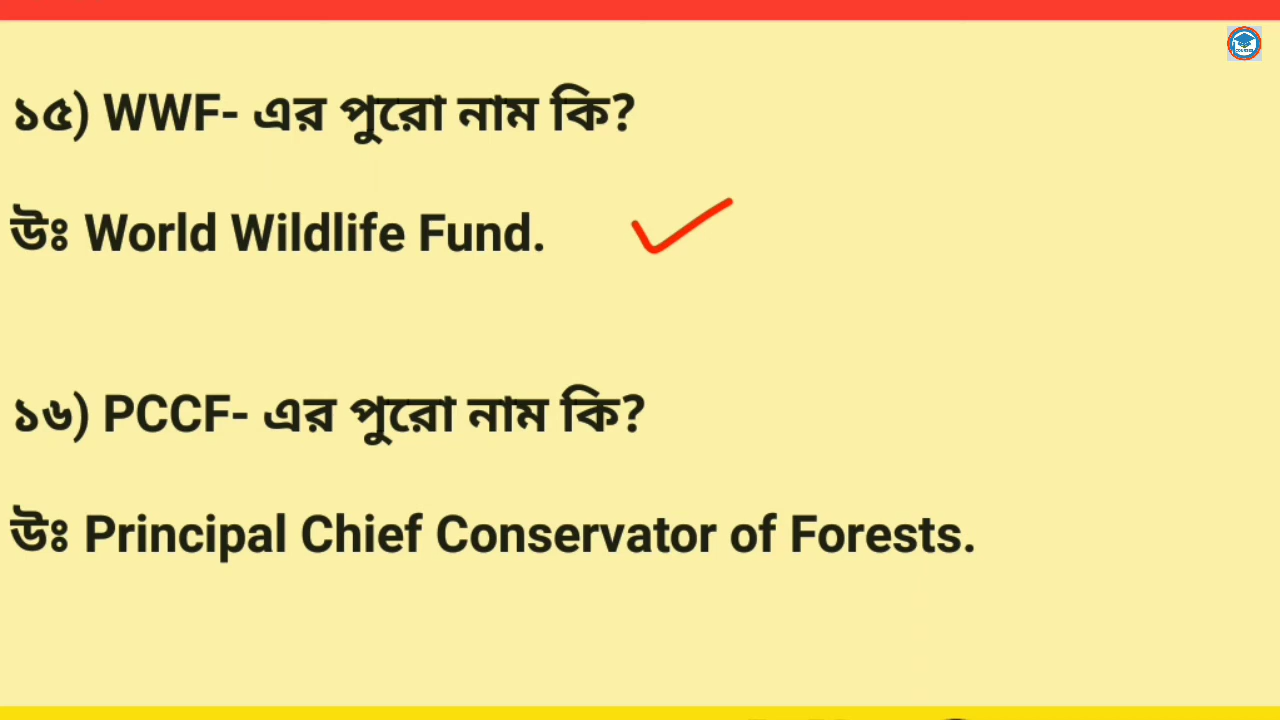 ১৫) WWF- এর পুরো নাম কি?
উঃ World Wildlife Fund.
১৬) PCCF- এর পুরো নাম কি?
উঃ Principal Chief Conservator of Forests.